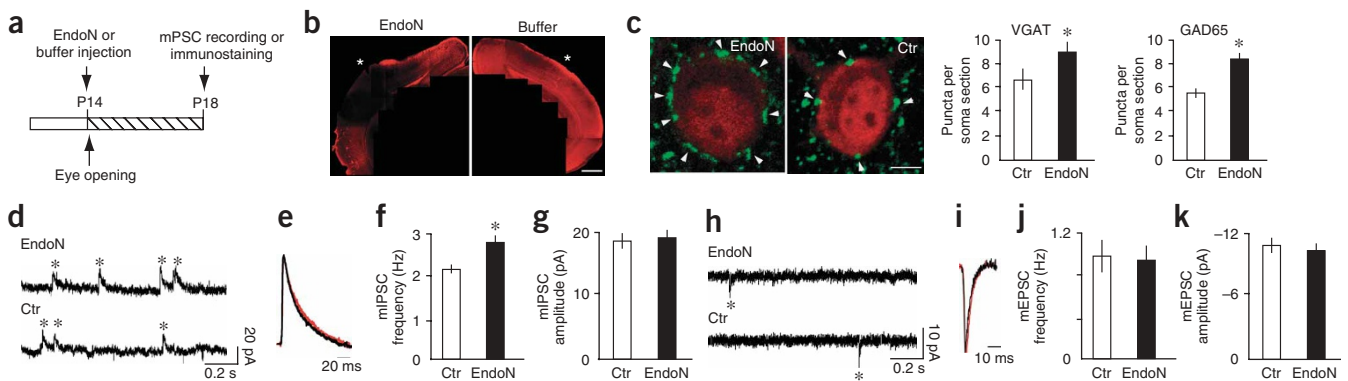 a
EndoN or
buffer injection
mPSC recording or
immunostaining
P14
P18
Eye opening
b
EndoN
Buffer
*
*
c
EndoN
Ctr
VGAT
Puncta per
soma section
10
8
6
4
2
0
*
Ctr
EndoN
GAD65
Puncta per
soma section
10
8
6
4
2
0
*
Ctr
EndoN
d
EndoN
* * * *
Ctr
* * *
20 pA
0.2 s
e
20 ms
f
mIPSC
frequency (Hz)
3
2
1
0
*
Ctr EndoN
g
mIPSC
amplitude (pA)
20
10
0
Ctr EndoN
h
EndoN
*
Ctr
*
10 pA
0.2 s
i
10 ms
j
mEPSC
frequency (Hz)
1.2
0
Ctr EndoN
k
mEPSC
amplitude (pA)
–12
–6
0
Ctr EndoN